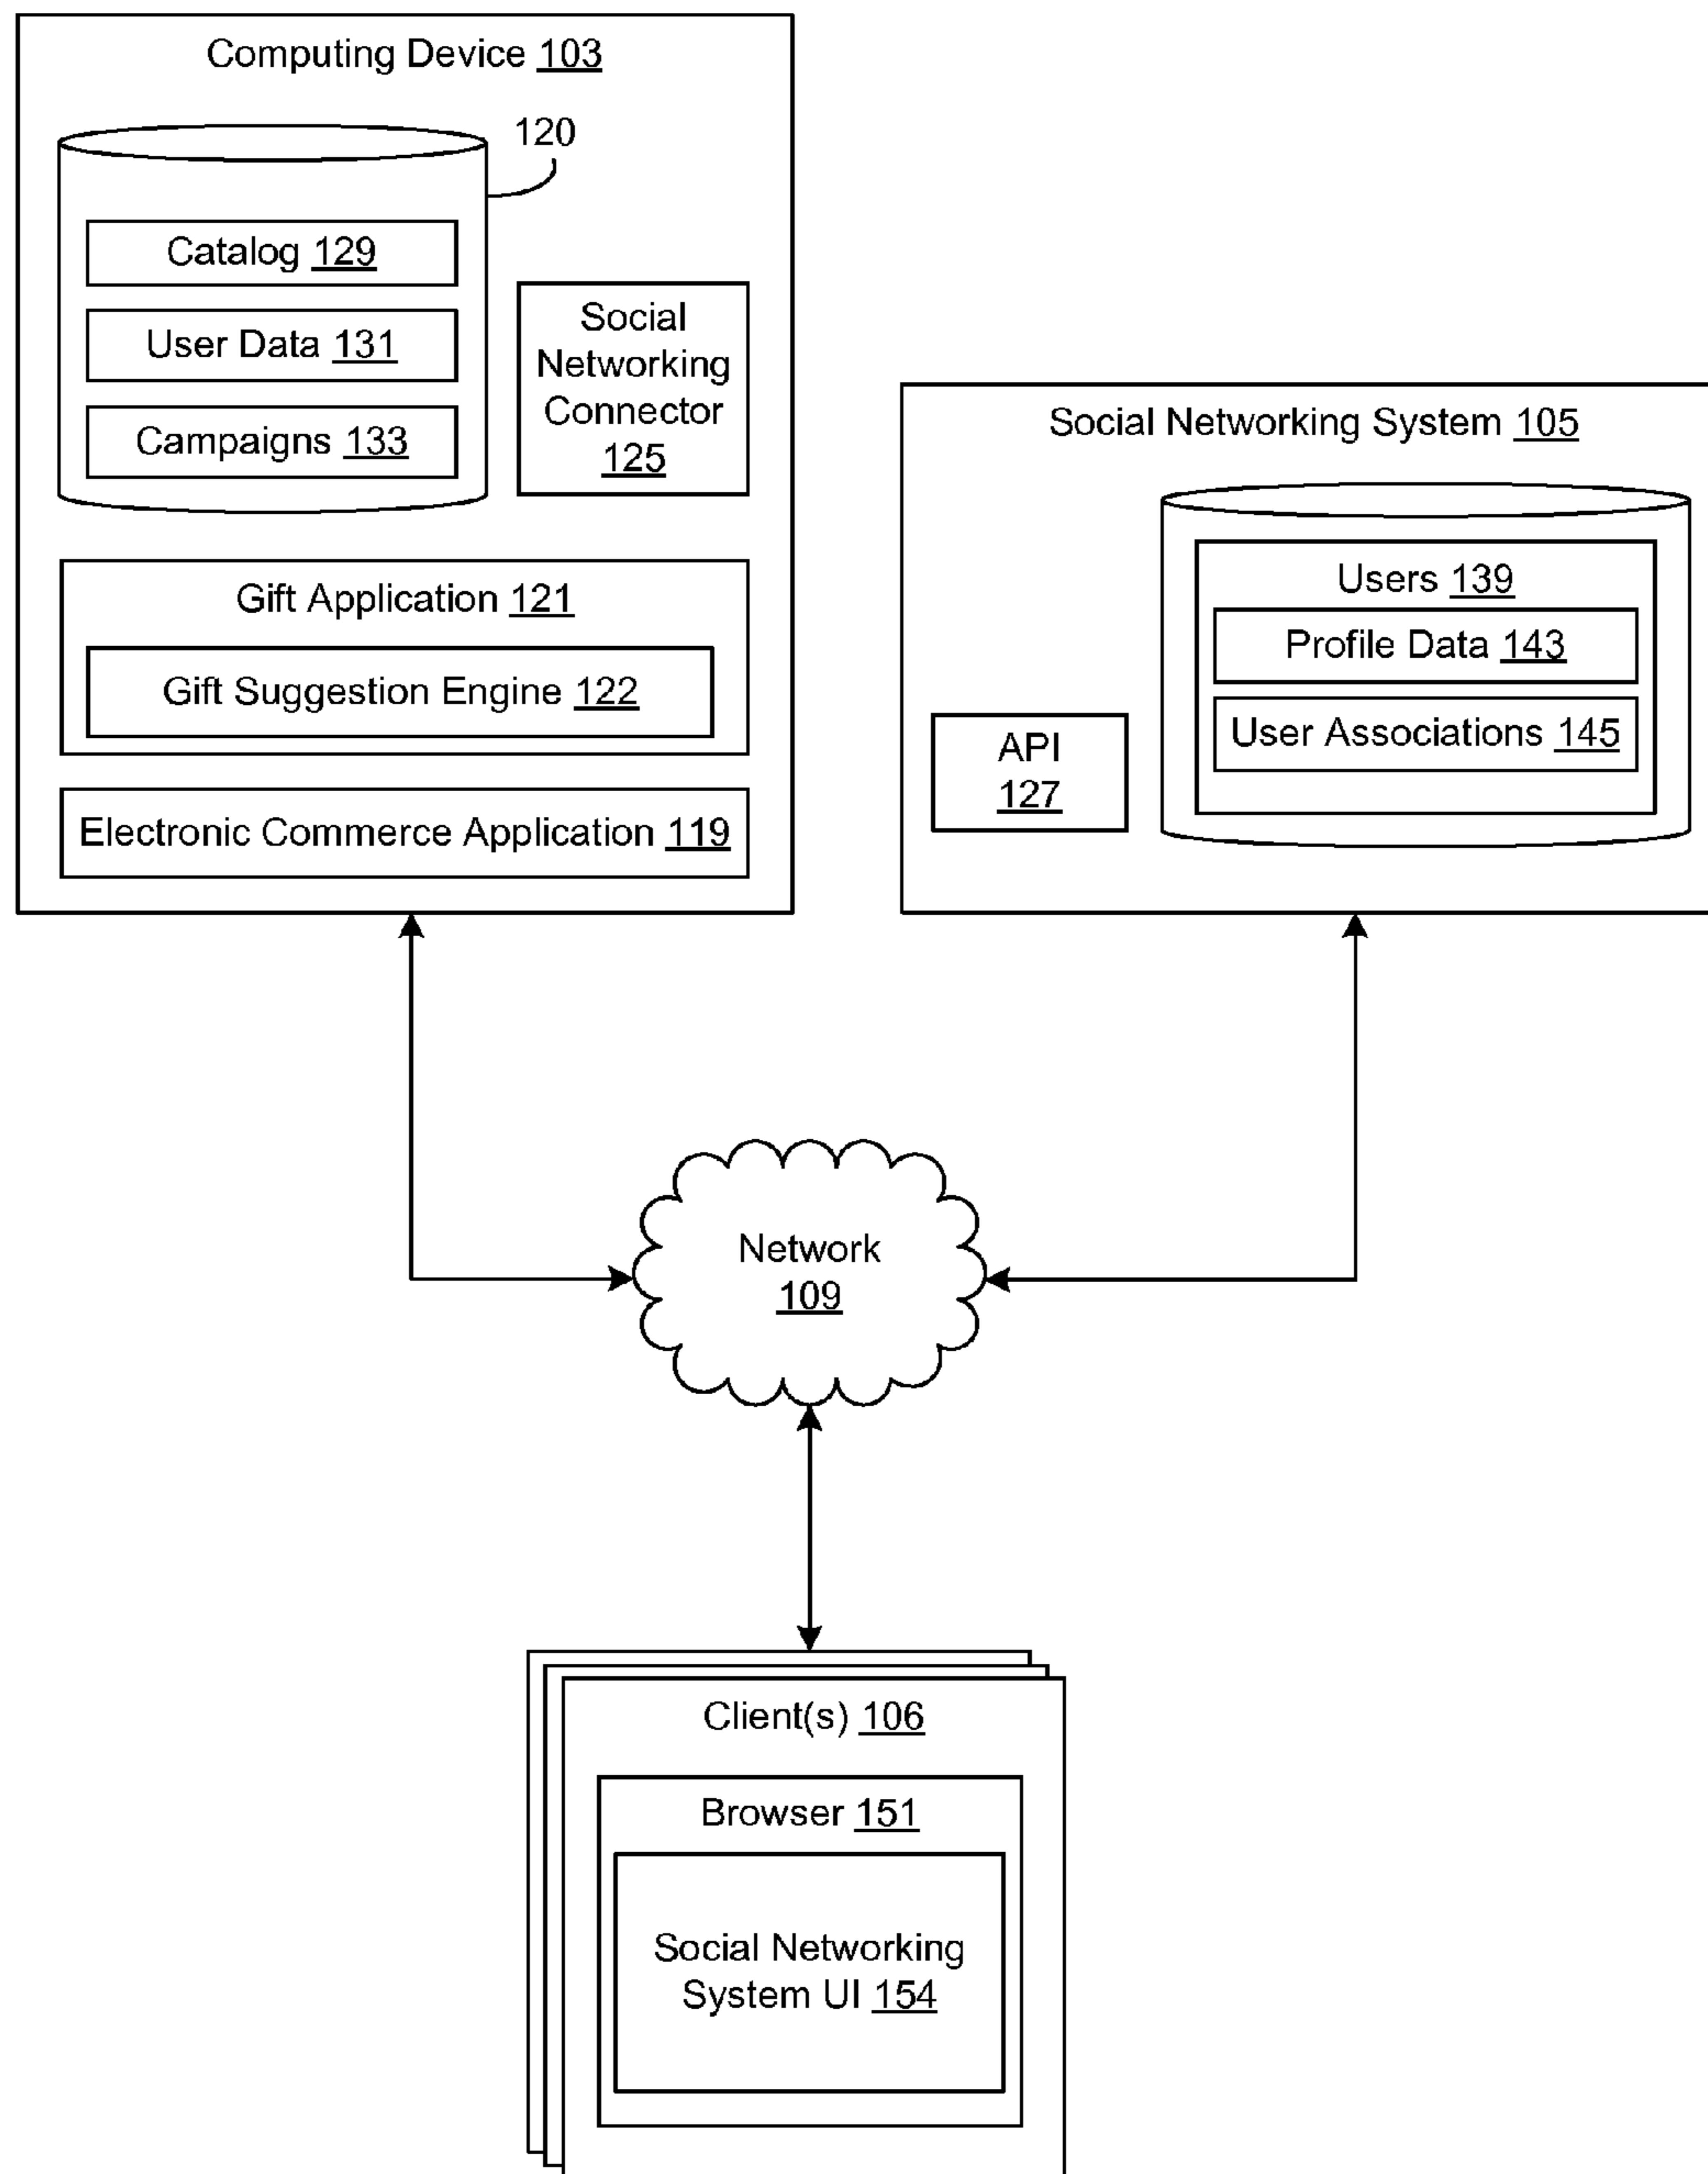 Computing Device 103
120
Catalog 129
User Data 131
Campaigns 133
Social
Networking
Connector
125
Gift Application 121
Gift Suggestion Engine 122
Electronic Commerce Application 119
Social Networking System 105
Users 139
Profile Data 143
User Associations 145
API
127
Network
109
Client(s) 106
Browser 151
Social Networking
System UI 154